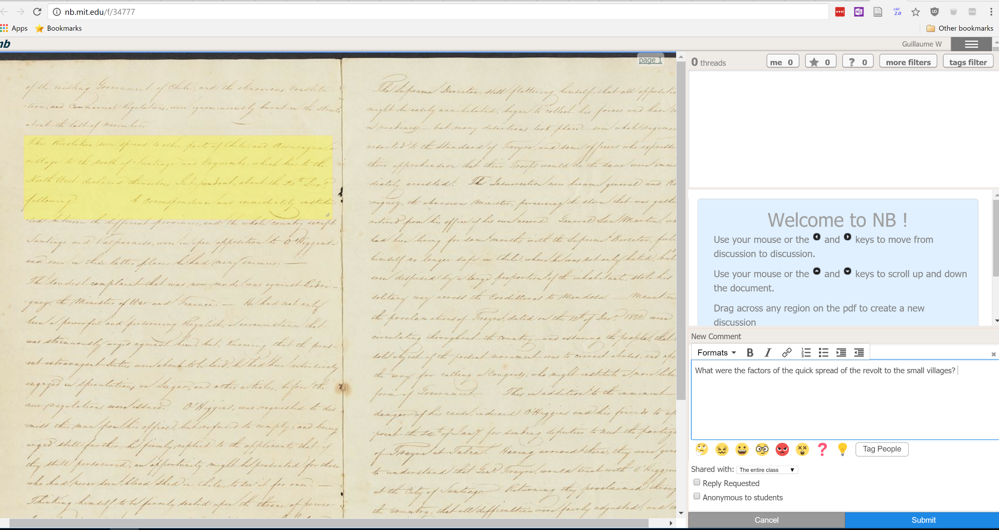 nb.mit.edu/f/34777
LibX
2.0
dish
Apps
Bookmarks
Other bookmarks
nb
Guillaume W
page 1
of the existing Government of Chile, and the obnoxious Constitu-
-tion, and Commercial Regulations, were ignominiously burnt in the streets
about the last of November.
This Revolution soon spread to other parts of Chile, and Aconcagua, a
village to the North of Santiago and Coquimbo, which lies to the
North West declared themselves Independent, about the 20th Decr.
following. A correspondence was immediately institu
-ted between the different provinces, and the whole country except
Santiago and Valparaiso, were in open opposition to O'Higgins-
and even in these latter places he had many enemies. —
The loudest complaint that was now made was against Rodri-
-guez, the Minister of War and Finance. — He had not only
been a powerful and persevering Royalist, a circumstance that
was strenuously urged against him, but, knowing that the pres-
-ent extravagant Duties were about to be laid, he had been extensively
engaged in speculations on Sugar, and other articles, before the
new regulations were issued. O'Higgins, was requested to dis
-miss this man from his office, but refused to comply; and being
urged still further he firmly replied to the applicants, that if
they still persevered, an opportunity might be presented for those
who had never seen blood shed in Chile, to see it for once. —
Thinking himself to be firmly seated upon the throne of power
The Supreme Director, still flattering himself, that all oppositio
might be easily annihilated, began to collect his forces and have t
in readiness. — but many desertions took place even whole regimen
resorted to the standard of Freyre, and some officers who expresse
their apprehension that their Troops would do the same were imme
diately arrested. The Insurrection now became general and Ro
-riguez, the obnoxious Minister, perceiving the storm that was gathe
retired from his office of his own accord. General San Martin, w
had been living for some months with the Supreme Director, feel
himself no longer safe in Chile, where he was not only hated, but
even despised by a large proportion of the inhabitants, stole his
solitary way across the Cordilleras to Mendosa — Meantim
the proclamations of Freyre, dated on the 12th of Decr. 1822 were
circulating throughout the country and assuring the people, that
sole object of the present movement was to correct abuses, and ope
the way for calling a Congress, who might institute a more libe
form of Government. This in addition to the imminent
danger of his cause, induced O'Higgins and his friends to ap
point the 24th of Jany. for sending deputies to meet the partiza
of Freyre at Talca. Having arrived there, they were give
to understand that Genl. Freyre, would treat with O'Higgins
at the City of Santiago. Returning they proclaimed throug
the country, that all difficulties were fairly adjusted; and
0 threads
me 0
0
? 0
more filters
tags filter
Welcome to NB !
Use your mouse or the and keys to move from
discussion to discussion.
Use your mouse or the and keys to scroll up and down
the document.
Drag across any region on the pdf to create a new
discussion
New Comment
Formats
B I
What were the factors of the quick spread of the revolt to the small villages?
Tag People
Shared with: The entire class
Reply Requested
Anonymous to students
Cancel
Submit